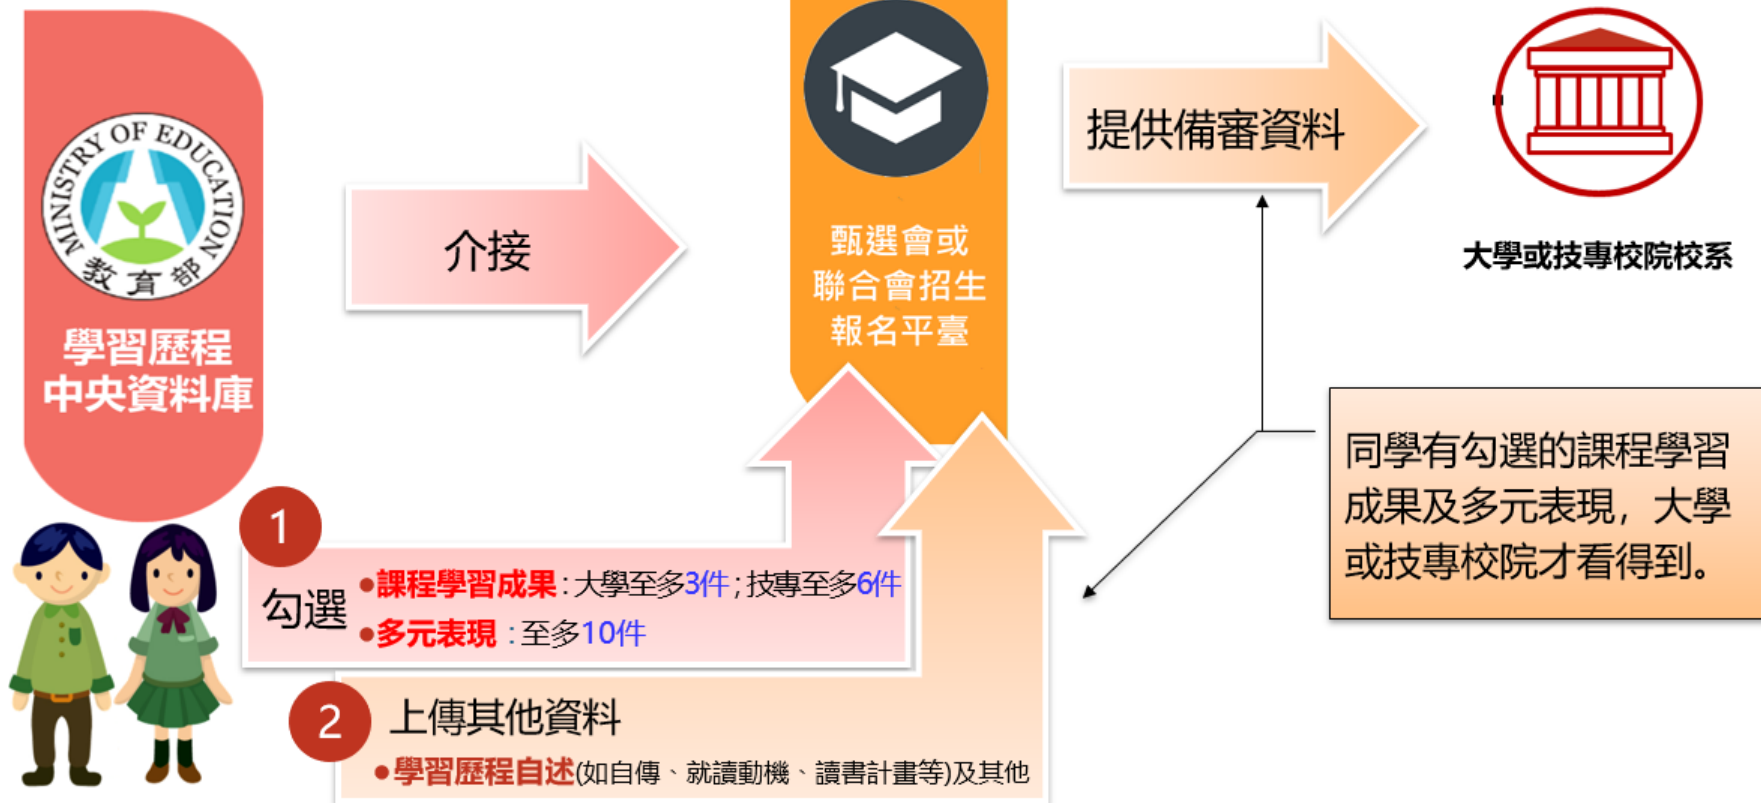 MINISTRY OF EDUCATION
教育部
學習歷程
中央資料庫
介接
甄選會或
聯合會招生
報名平臺
提供備審資料
大學或技專校院校系
同學有勾選的課程學習
成果及多元表現，大學
或技專校院才看得到。
1
勾選
●課程學習成果：大學至多3件；技專至多6件
●多元表現：至多10件
2
上傳其他資料
●學習歷程自述(如自傳、就讀動機、讀書計畫等)及其他